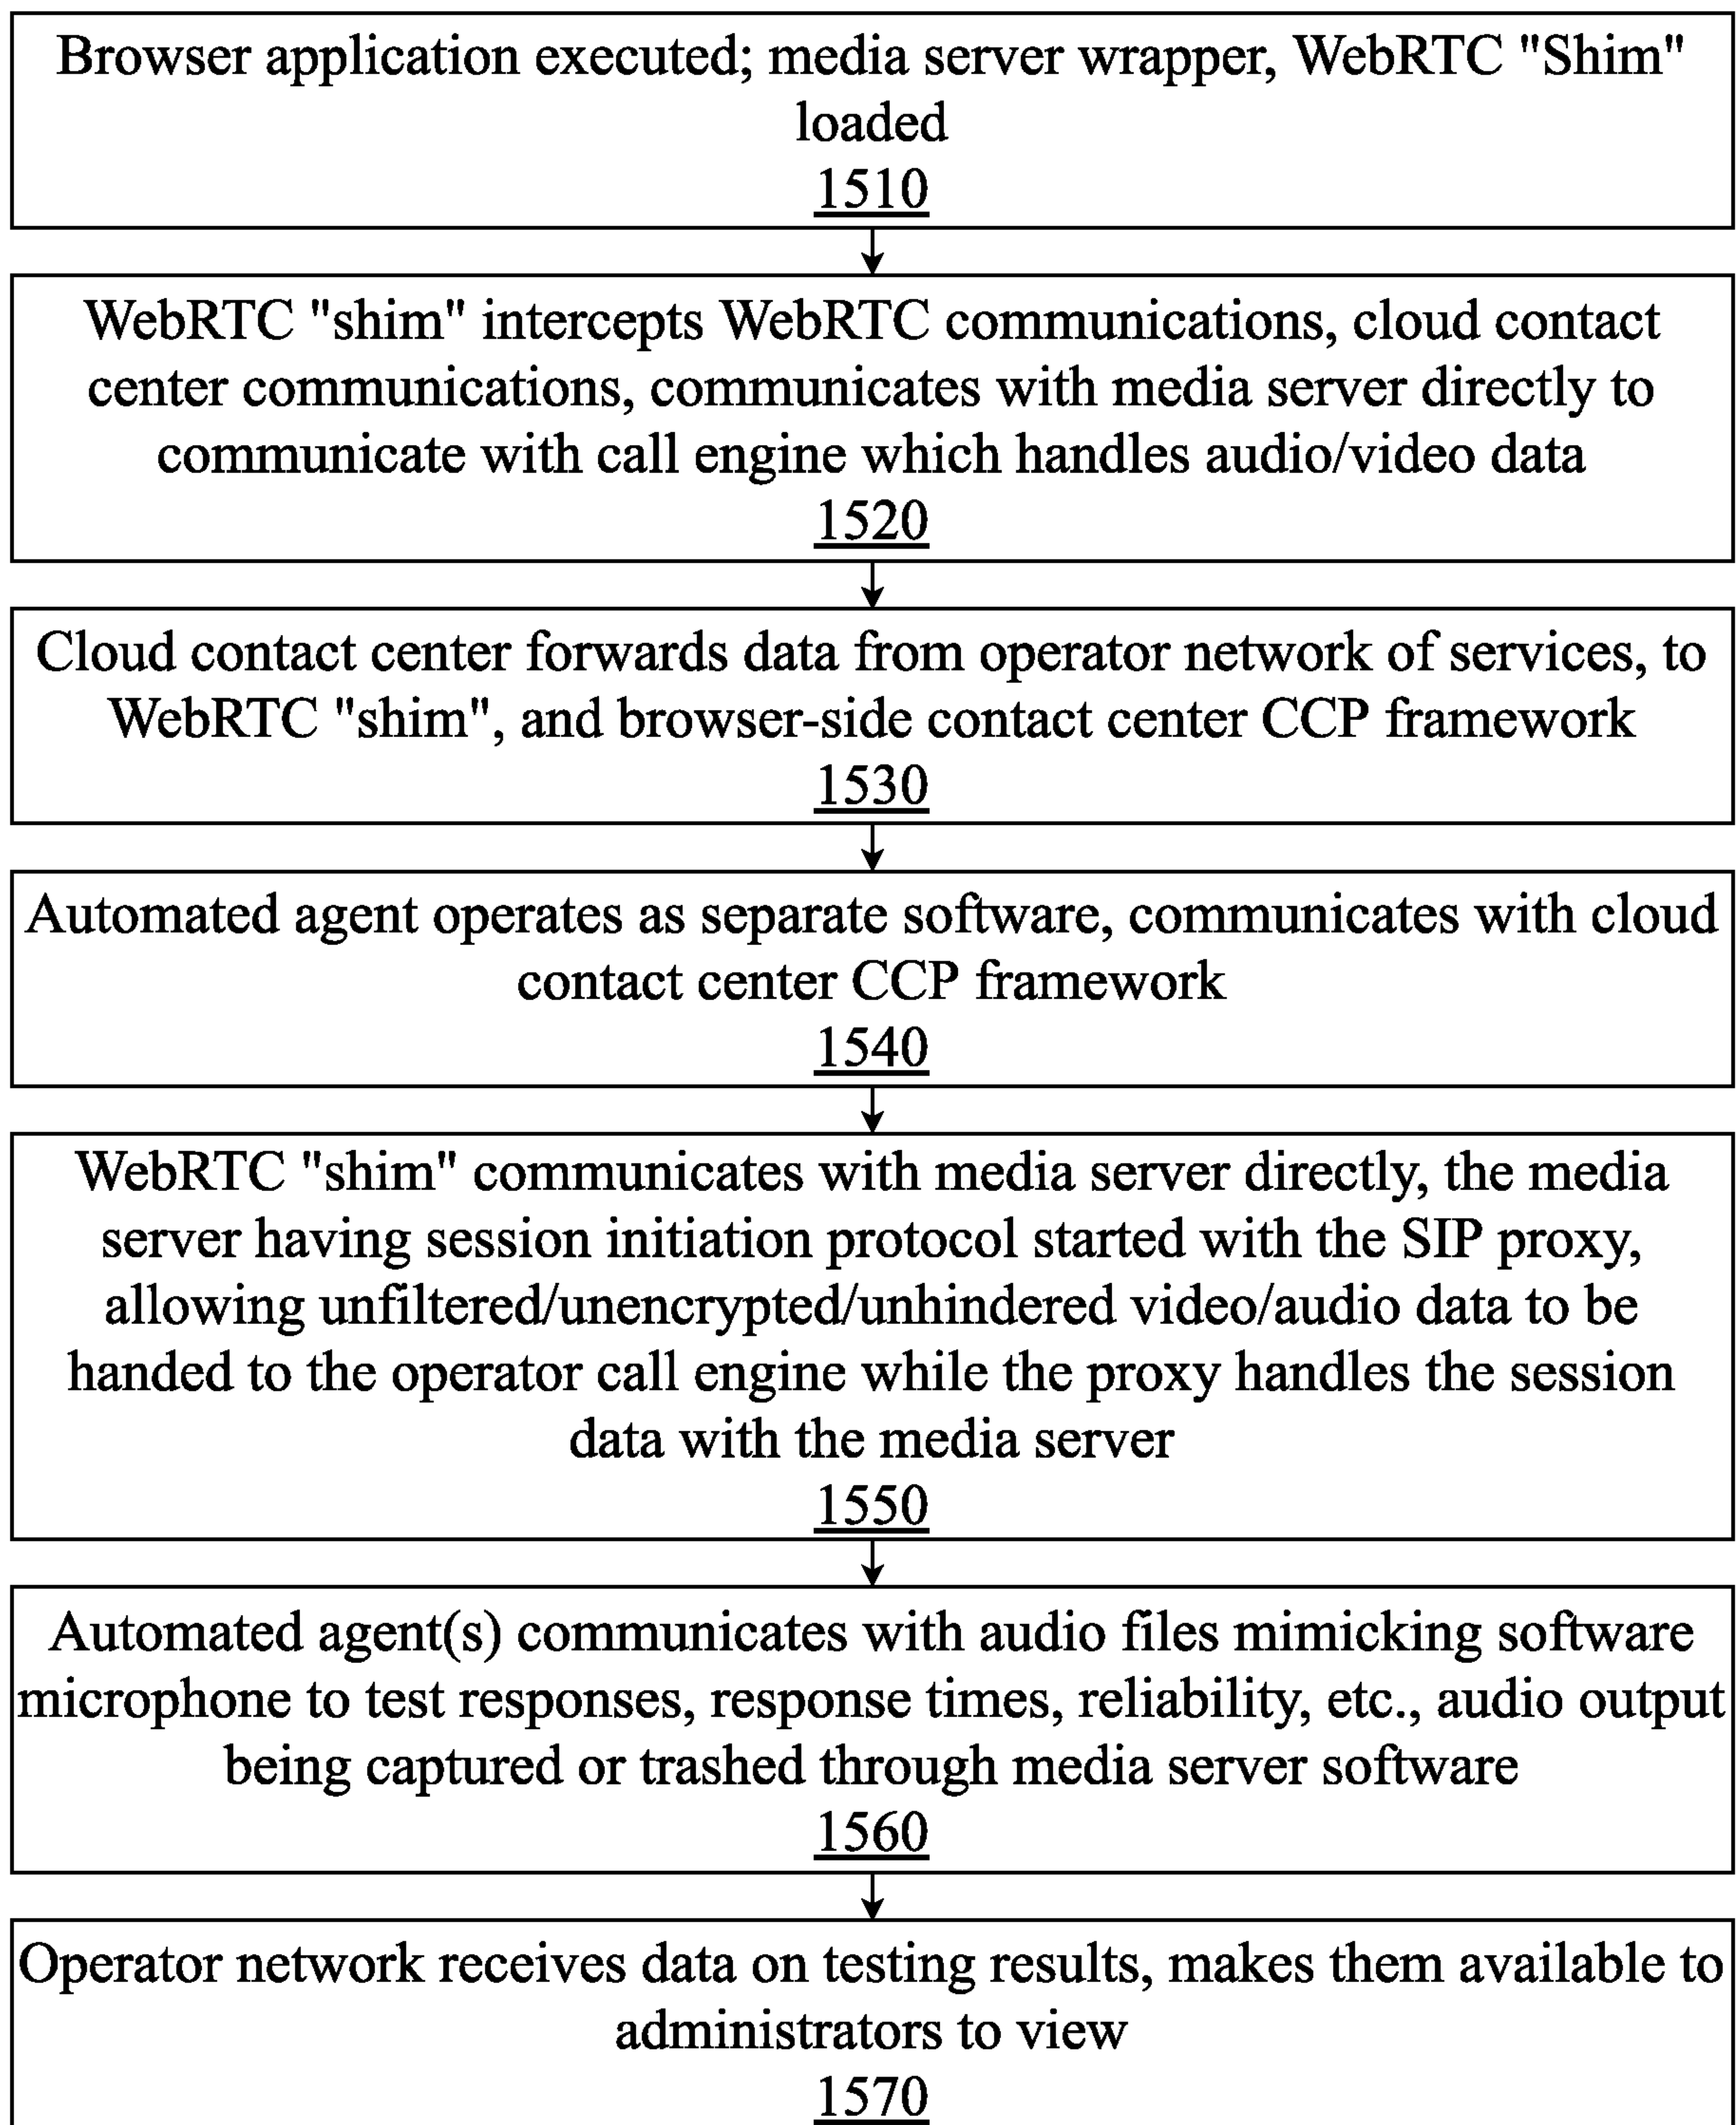 Browser application executed; media server wrapper, WebRTC "Shim"
loaded
1510
WebRTC "shim" intercepts WebRTC communications, cloud contact
center communications, communicates with media server directly to
communicate with call engine which handles audio/video data
1520
Cloud contact center forwards data from operator network of services, to
WebRTC "shim", and browser-side contact center CCP framework
1530
Automated agent operates as separate software, communicates with cloud
contact center CCP framework
1540
WebRTC "shim" communicates with media server directly, the media
server having session initiation protocol started with the SIP proxy,
allowing unfiltered/unencrypted/unhindered video/audio data to be
handed to the operator call engine while the proxy handles the session
data with the media server
1550
Automated agent(s) communicates with audio files mimicking software
microphone to test responses, response times, reliability, etc., audio output
being captured or trashed through media server software
1560
Operator network receives data on testing results, makes them available to
administrators to view
1570